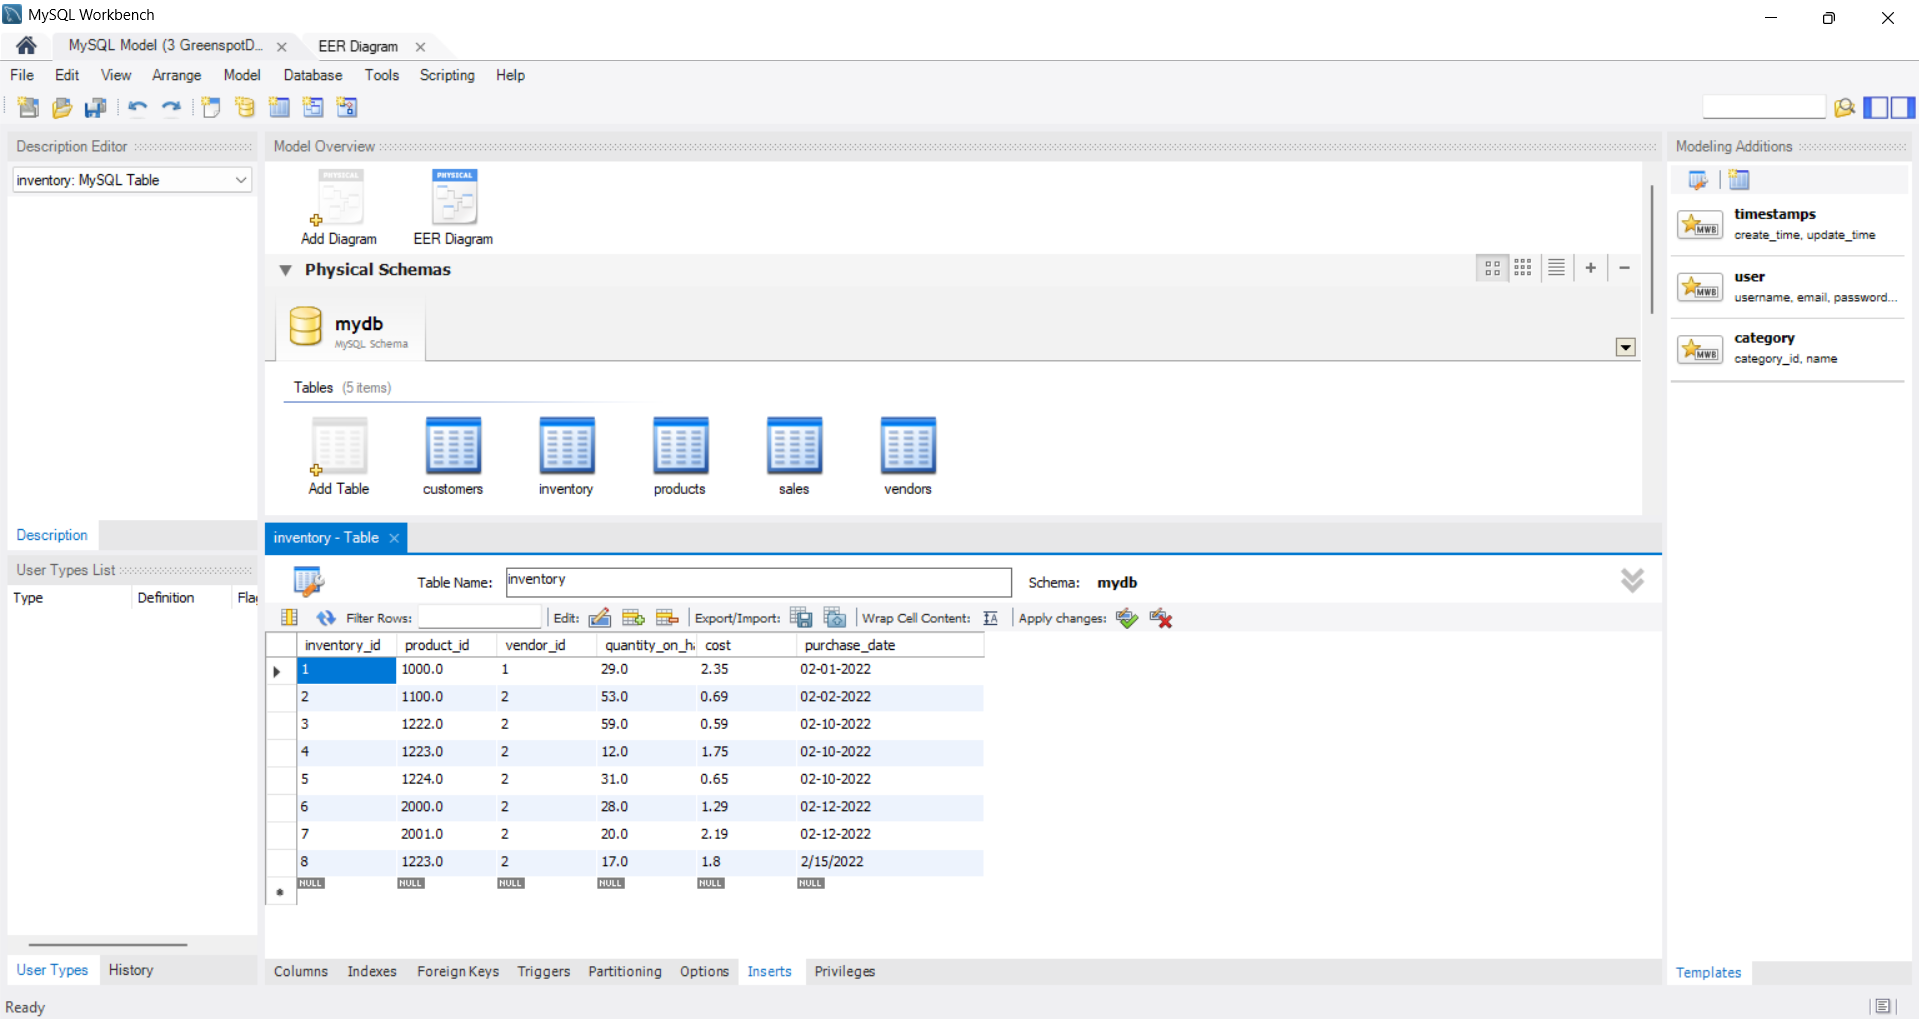 MySQL Workbench
MySQL Model (3 GreenspotD... EER Diagram
File Edit View Arrange Model Database Tools Scripting Help
Description Editor
inventory: MySQL Table
Description
User Types List
Type Definition Flag
User Types History
Model Overview
PHYSICAL PHYSICAL
Add Diagram EER Diagram
Physical Schemas
mydb
MySQL Schema
Tables (5 items)
Add Table customers inventory products sales vendors
inventory - Table
Table Name: inventory Schema: mydb
Filter Rows: Edit: Export/Import: Wrap Cell Content: Apply changes:
inventory_id product_id vendor_id quantity_on_h cost purchase_date
1 1000.0 1 29.0 2.35 02-01-2022
2 1100.0 2 53.0 0.69 02-02-2022
3 1222.0 2 59.0 0.59 02-10-2022
4 1223.0 2 12.0 1.75 02-10-2022
5 1224.0 2 31.0 0.65 02-10-2022
6 2000.0 2 28.0 1.29 02-12-2022
7 2001.0 2 20.0 2.19 02-12-2022
8 1223.0 2 17.0 1.8 2/15/2022
NULL NULL NULL NULL NULL NULL
Columns Indexes Foreign Keys Triggers Partitioning Options Inserts Privileges
Modeling Additions
MWB timestamps
create_time, update_time
MWB user
username, email, password...
MWB category
category_id, name
Templates
Ready